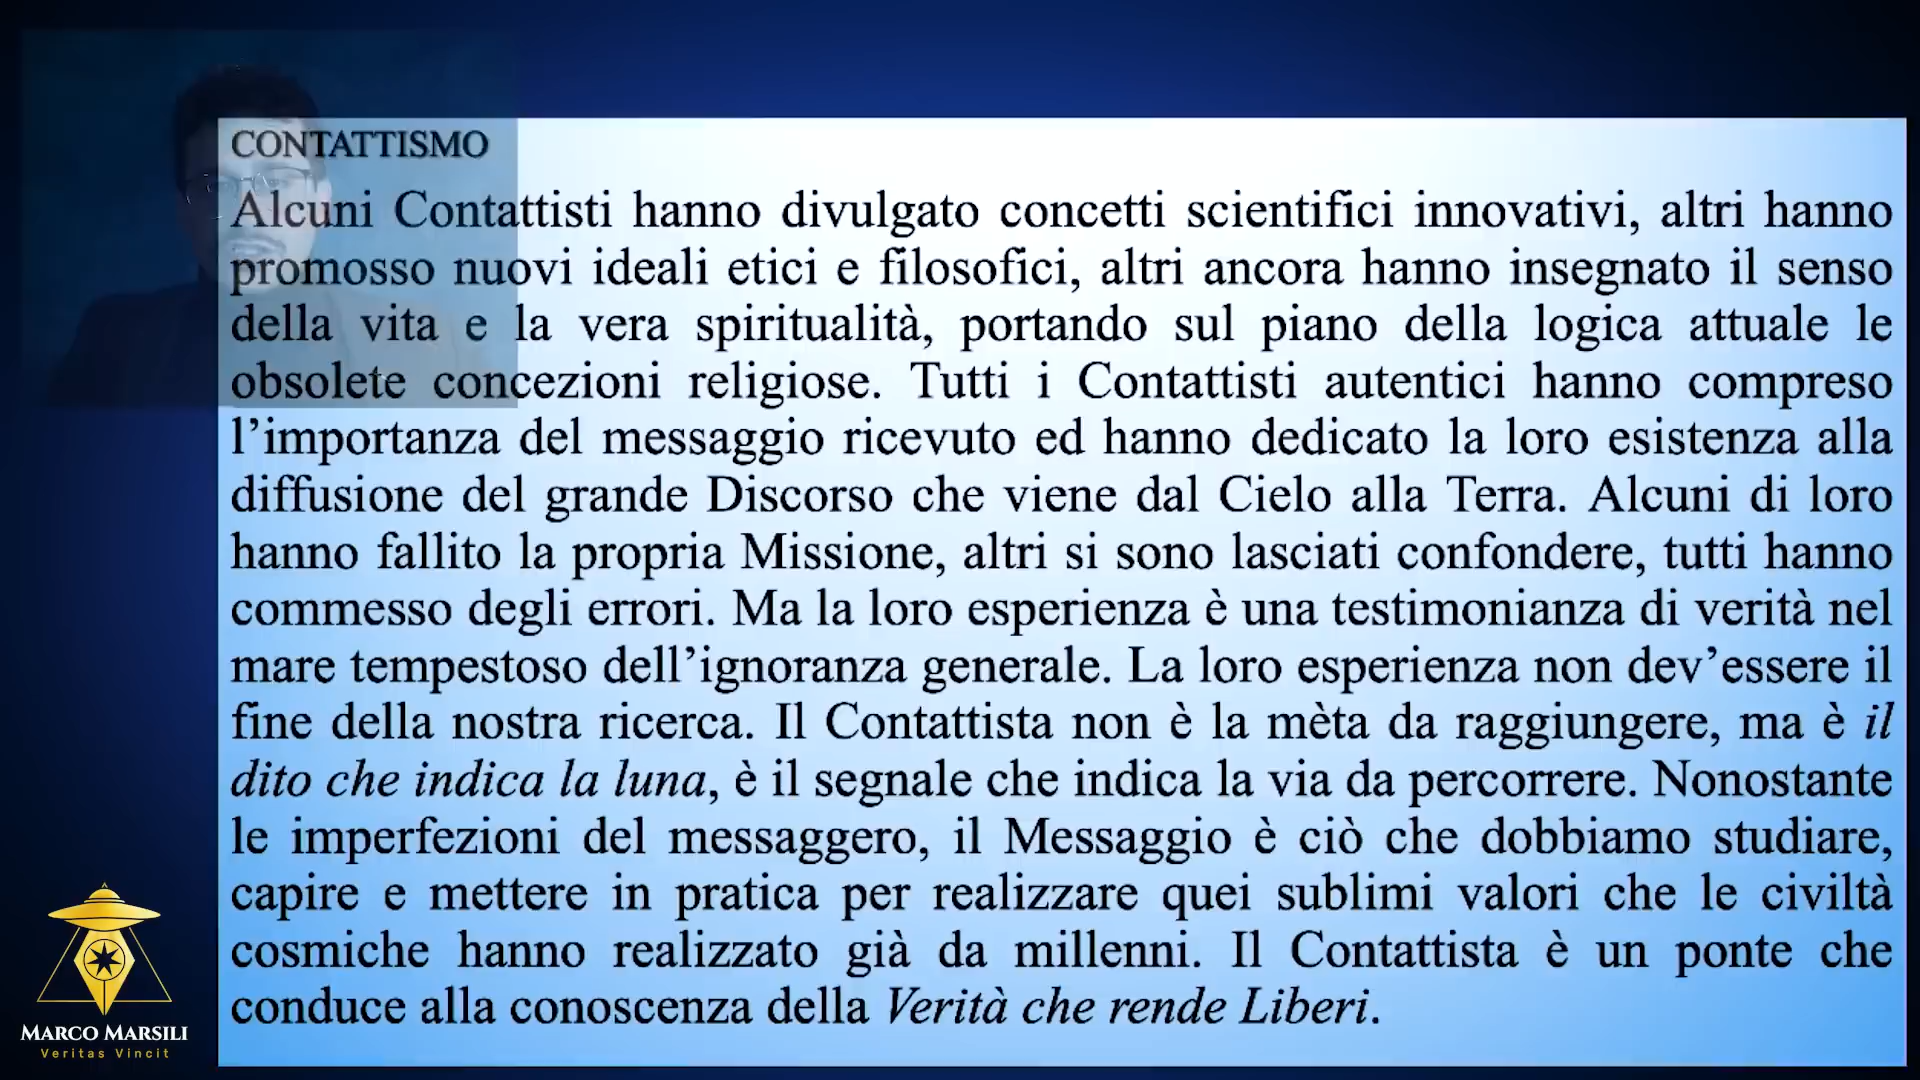 CONTATTISMO
Alcuni Contattisti hanno divulgato concetti scientifici innovativi, altri hanno
promosso nuovi ideali etici e filosofici, altri ancora hanno insegnato il senso
della vita e la vera spiritualità, portando sul piano della logica attuale le
obsolete concezioni religiose. Tutti i Contattisti autentici hanno compreso
l’importanza del messaggio ricevuto ed hanno dedicato la loro esistenza alla
diffusione del grande Discorso che viene dal Cielo alla Terra. Alcuni di loro
hanno fallito la propria Missione, altri si sono lasciati confondere, tutti hanno
commesso degli errori. Ma la loro esperienza è una testimonianza di verità nel
mare tempestoso dell’ignoranza generale. La loro esperienza non dev’essere il
fine della nostra ricerca. Il Contattista non è la mèta da raggiungere, ma è il
dito che indica la luna, è il segnale che indica la via da percorrere. Nonostante
le imperfezioni del messaggero, il Messaggio è ciò che dobbiamo studiare,
capire e mettere in pratica per realizzare quei sublimi valori che le civiltà
cosmiche hanno realizzato già da millenni. Il Contattista è un ponte che
conduce alla conoscenza della Verità che rende Liberi.
MARCO MARSILI
Veritas Vincit